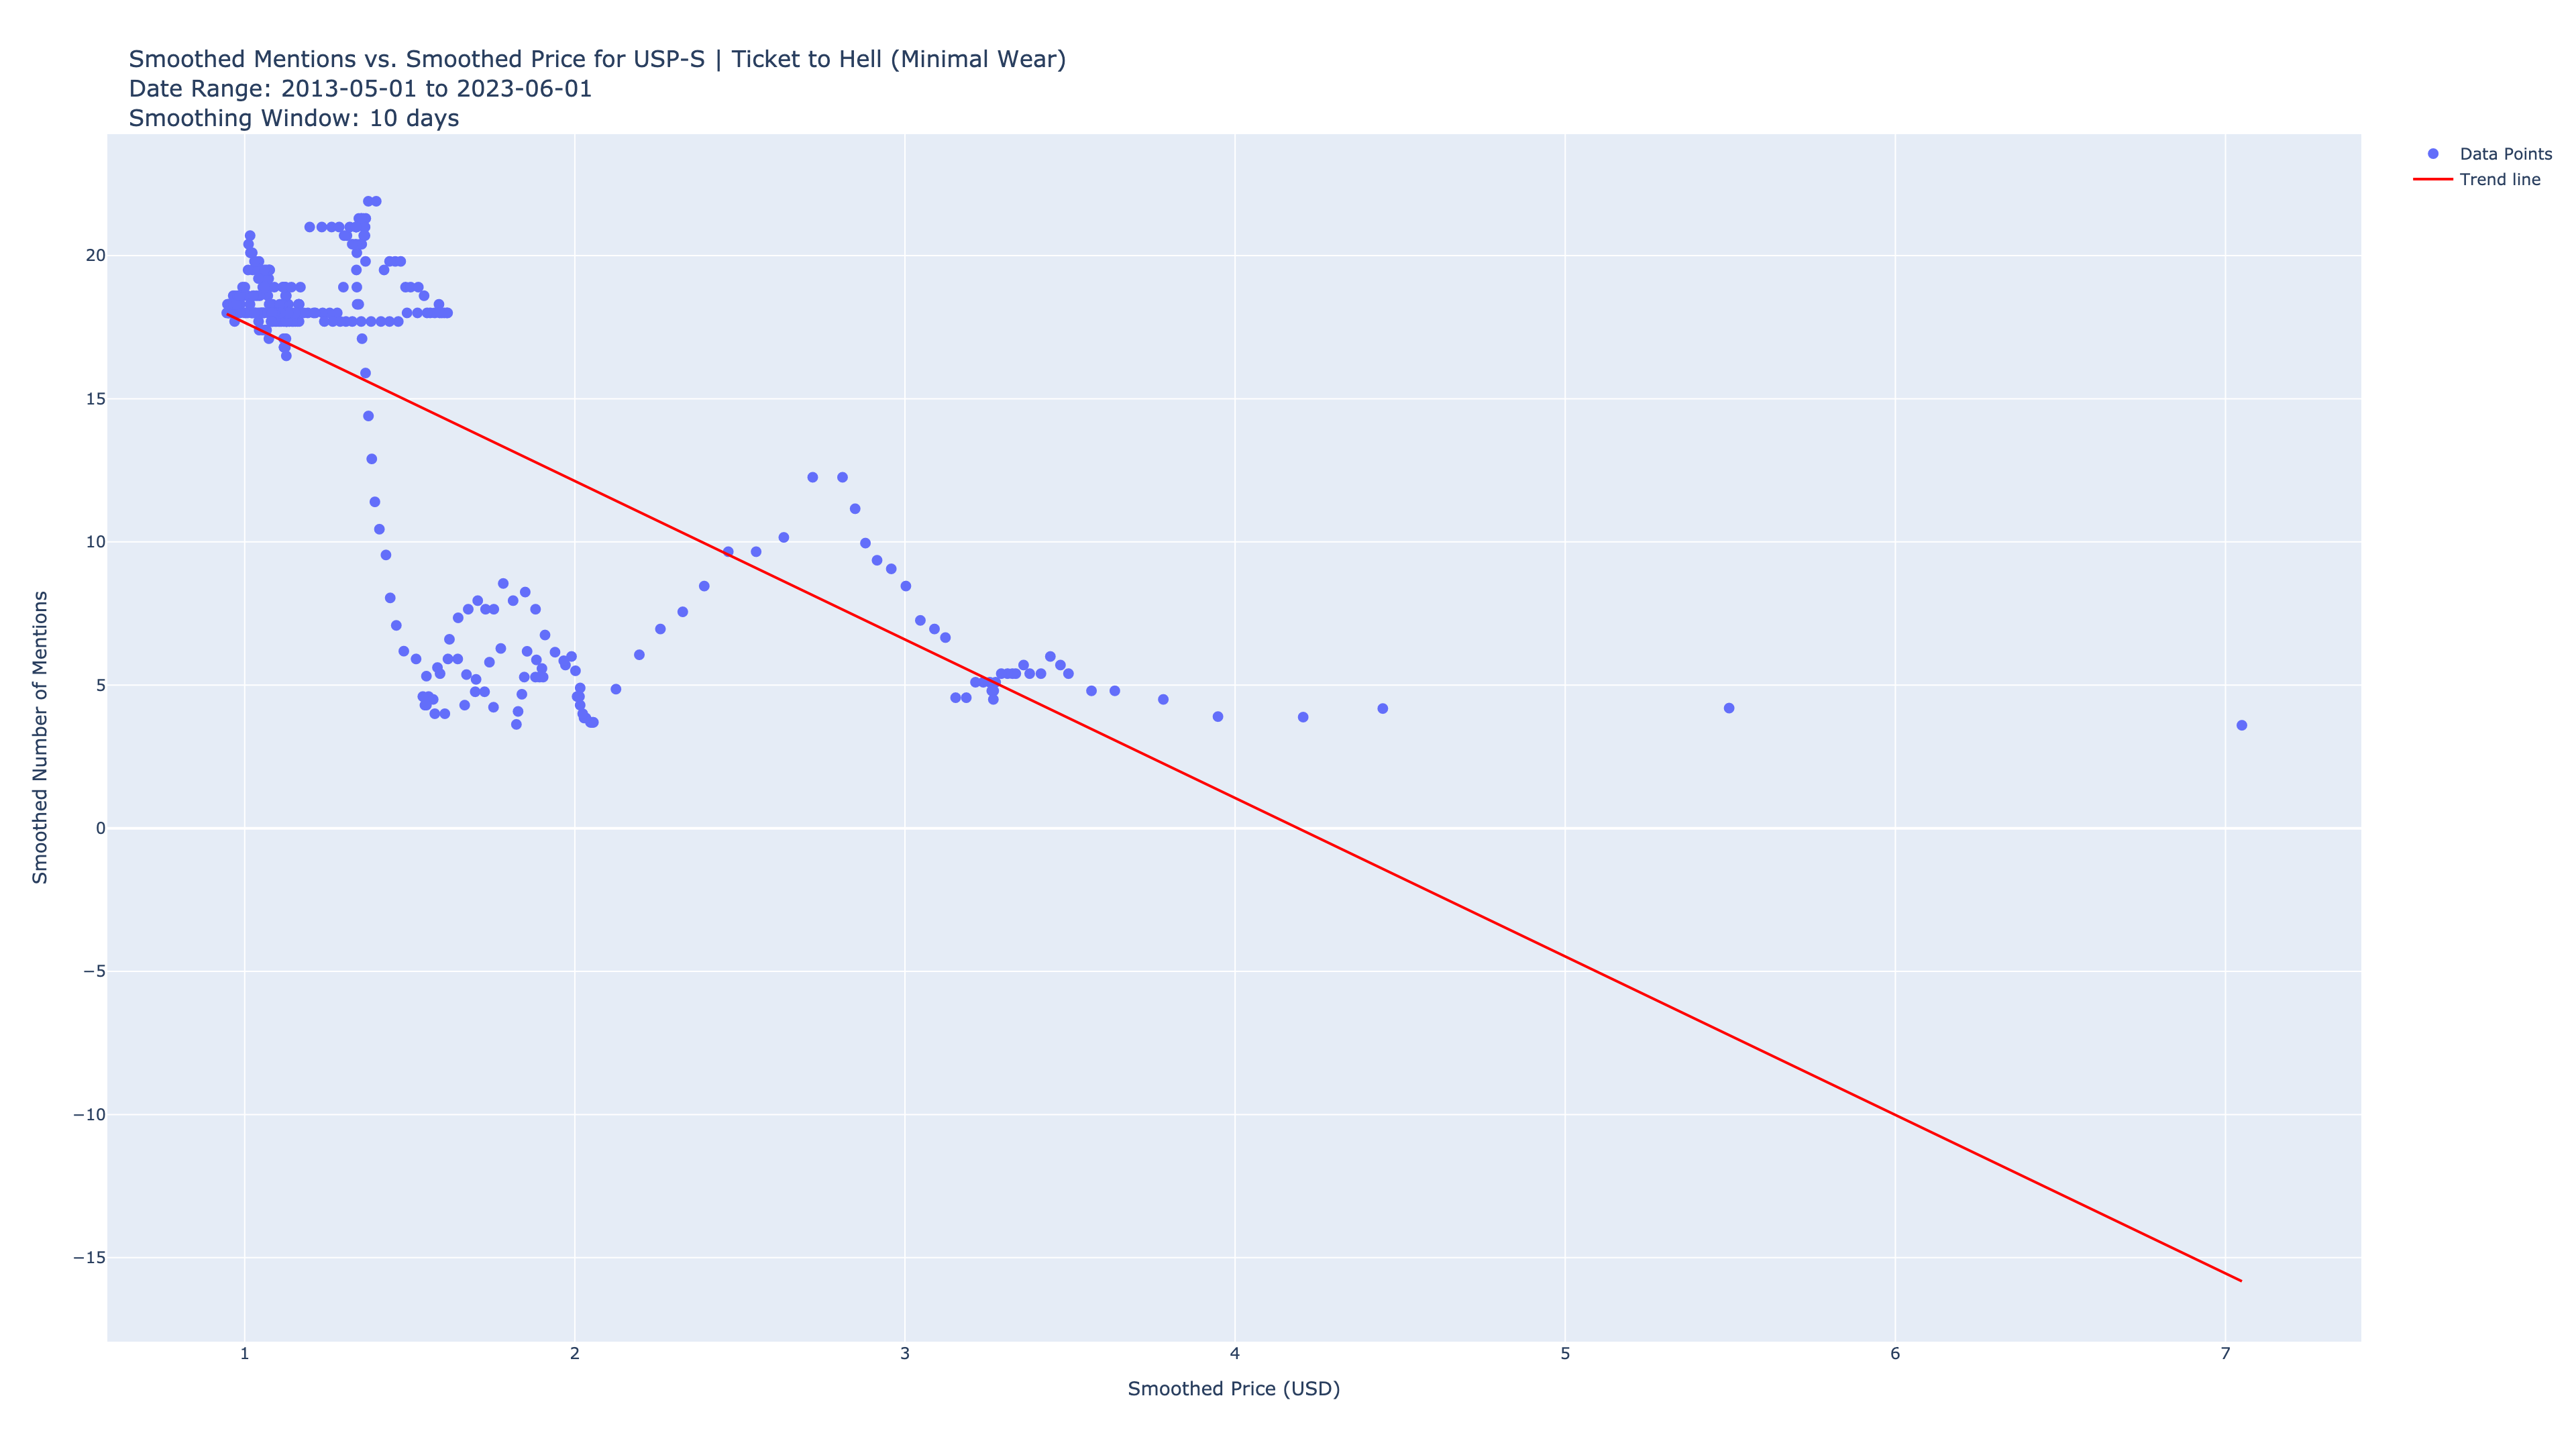 Smoothed Mentions vs. Smoothed Price for USP-S | Ticket to Hell (Minimal Wear)
Date Range: 2013-05-01 to 2023-06-01
Smoothing Window: 10 days
Data Points
Trend line
Smoothed Number of Mentions
20
15
10
5
0
−5
−10
−15
1
2
3
4
5
6
7
Smoothed Price (USD)